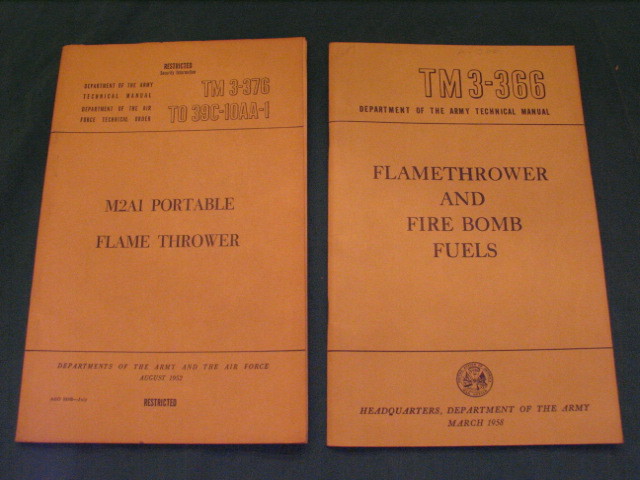 RESTRICTED
Security Information
DEPARTMENT OF THE ARMY
TECHNICAL MANUAL
DEPARTMENT OF THE AIR
FORCE TECHNICAL ORDER
TM 3-376
TO 39C-10AA-1
M2A1 PORTABLE
FLAME THROWER
DEPARTMENTS OF THE ARMY AND THE AIR FORCE
AUGUST 1952
RESTRICTED
TM 3-366
DEPARTMENT OF THE ARMY TECHNICAL MANUAL
FLAMETHROWER
AND
FIRE BOMB
FUELS
HEADQUARTERS, DEPARTMENT OF THE ARMY
MARCH 1958